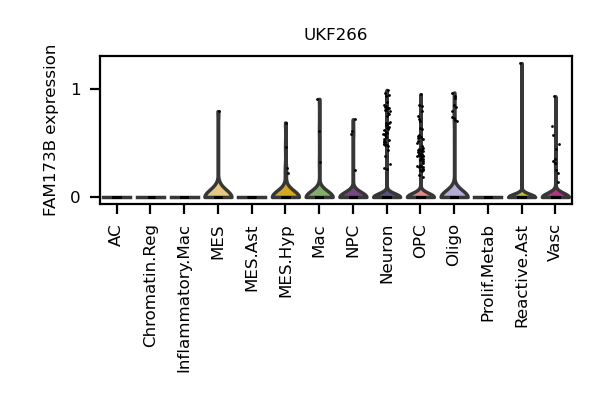 UKF266
FAM173B expression
1
0
AC
Chromatin.Reg
Inflammatory.Mac
MES
MES.Ast
MES.Hyp
Mac
NPC
Neuron
OPC
Oligo
Prolif.Metab
Reactive.Ast
Vasc